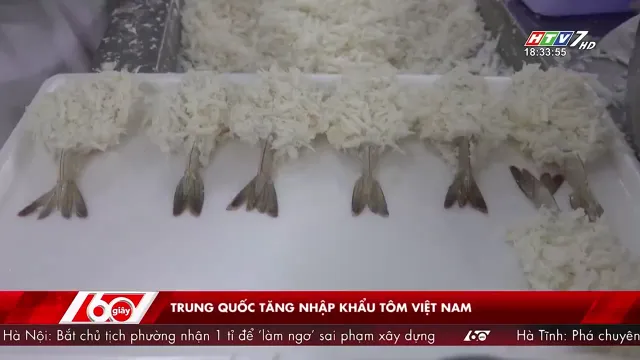 HTV7 HD
18:33:55
60 giây
TRUNG QUỐC TĂNG NHẬP KHẨU TÔM VIỆT NAM
Hà Nội: Bắt chủ tịch phường nhận 1 tỉ để ‘làm ngơ’ sai phạm xây dựng 60 Hà Tĩnh: Phá chuyên